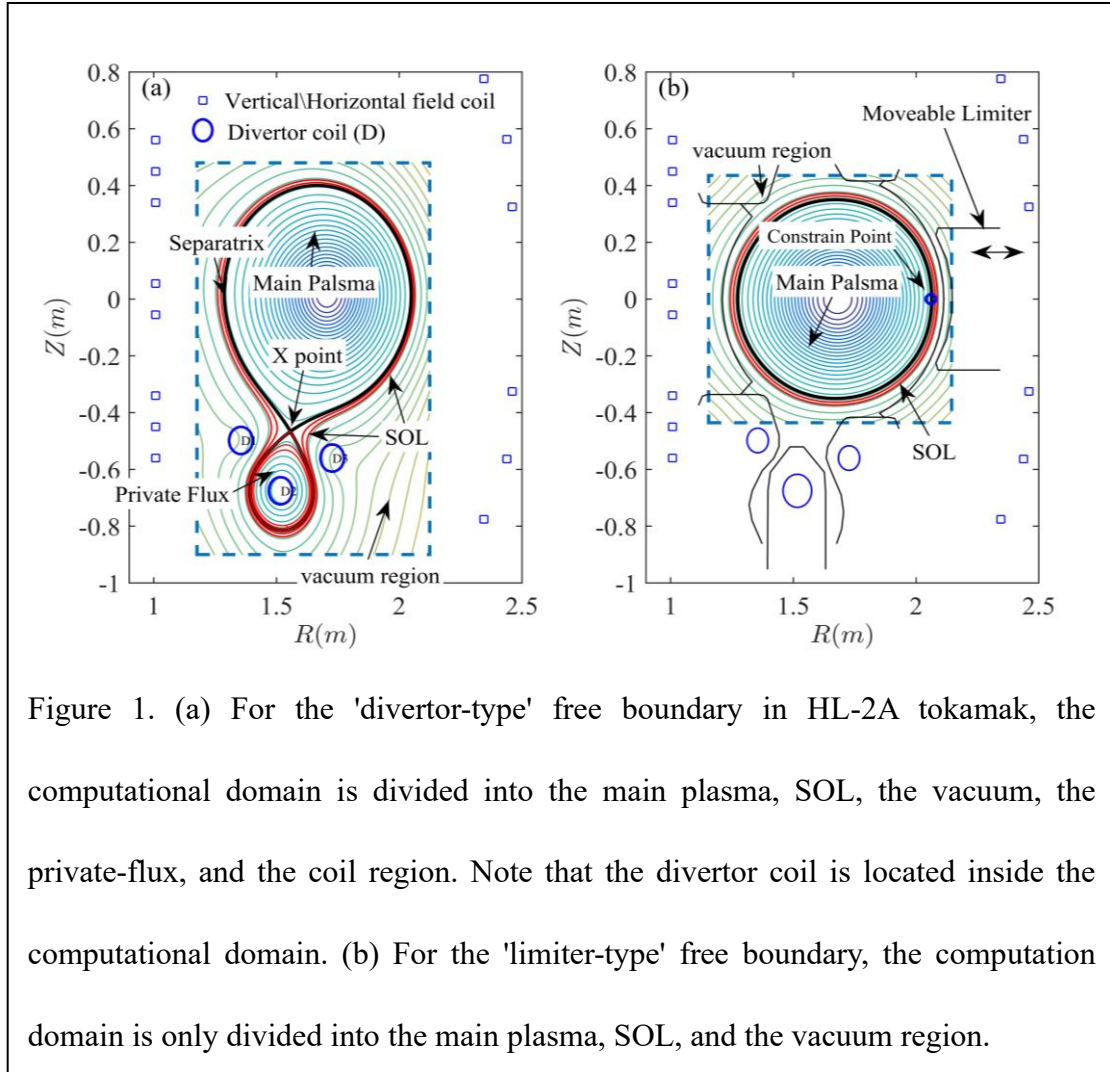 (a)
Vertical\Horizontal field coil
Divertor coil (D)
Separatrix
Main Palsma
X point
SOL
D1
D3
D2
Private Flux
vacuum region
0.8
0.6
0.4
0.2
0
-0.2
-0.4
-0.6
-0.8
-1
Z(m)
1
1.5
2
2.5
R(m)
(b)
Moveable Limiter
vacuum region
Constrain Point
Main Palsma
SOL
0.8
0.6
0.4
0.2
0
-0.2
-0.4
-0.6
-0.8
-1
Z(m)
1
1.5
2
2.5
R(m)
Figure 1. (a) For the 'divertor-type' free boundary in HL-2A tokamak, the
computational domain is divided into the main plasma, SOL, the vacuum, the
private-flux, and the coil region. Note that the divertor coil is located inside the
computational domain. (b) For the 'limiter-type' free boundary, the computation
domain is only divided into the main plasma, SOL, and the vacuum region.